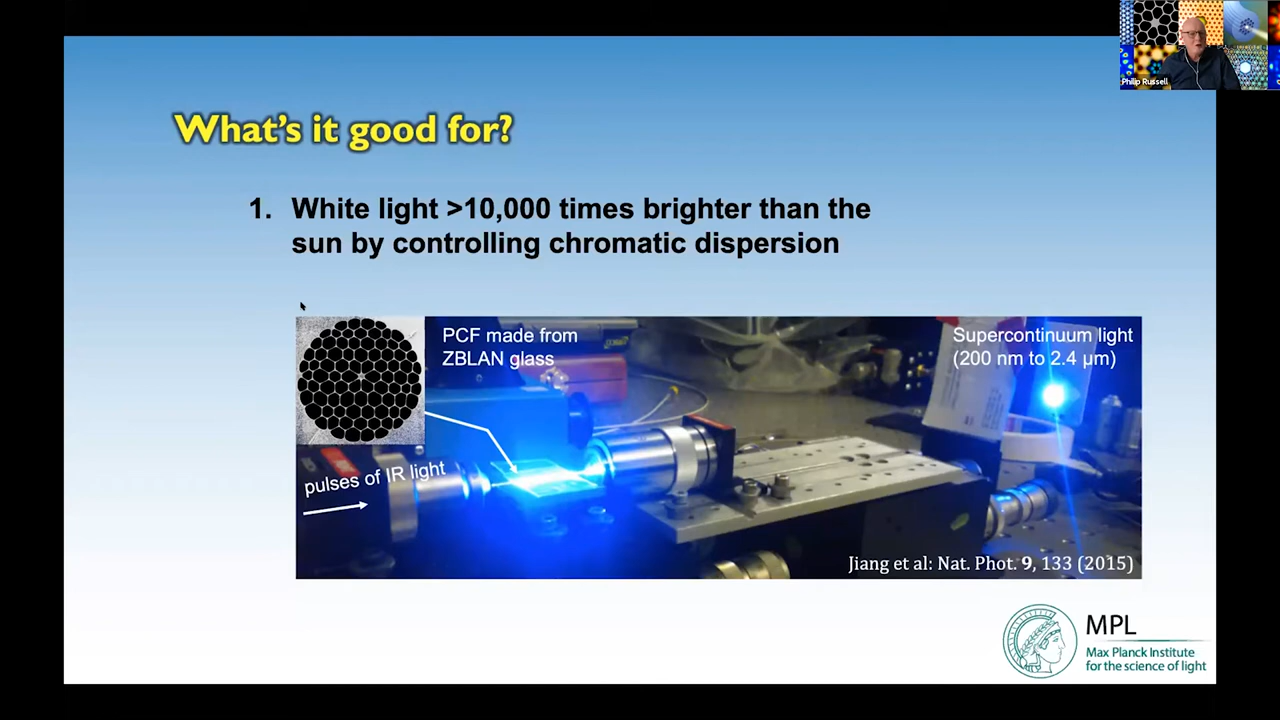 Philip Russell
What's it good for?
1. White light >10,000 times brighter than the
sun by controlling chromatic dispersion
PCF made from
ZBLAN glass
Supercontinuum light
(200 nm to 2.4 µm)
pulses of IR light
Jiang et al: Nat. Phot. 9, 133 (2015)
MPL
Max Planck Institute
for the science of light